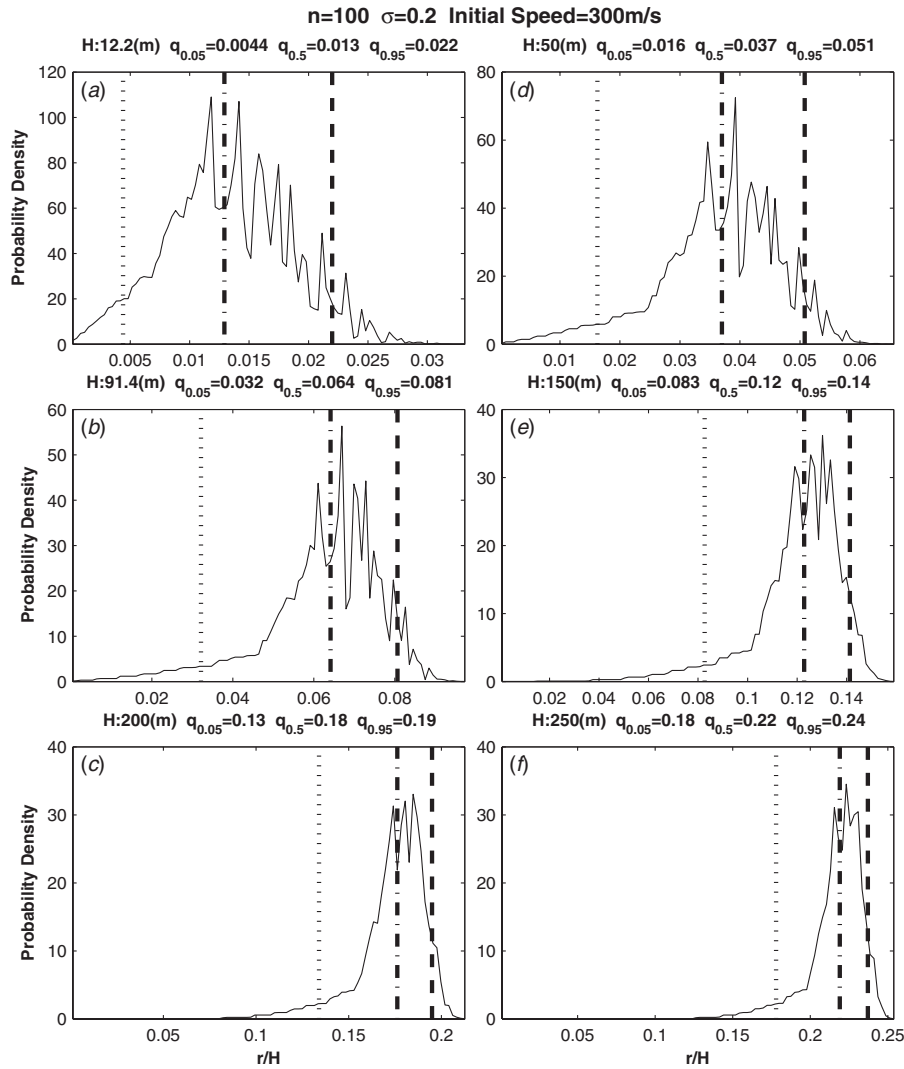 n=100 σ=0.2 Initial Speed=300m/s
H:12.2(m) q0.05=0.0044 q0.5=0.013 q0.95=0.022
(a)
120
100
80
60
40
20
0
0.005 0.01 0.015 0.02 0.025 0.03
Probability Density
H:50(m) q0.05=0.016 q0.5=0.037 q0.95=0.051
(d)
80
60
40
20
0
0.01 0.02 0.03 0.04 0.05 0.06
H:91.4(m) q0.05=0.032 q0.5=0.064 q0.95=0.081
(b)
60
50
40
30
20
10
0
0.02 0.04 0.06 0.08
Probability Density
H:150(m) q0.05=0.083 q0.5=0.12 q0.95=0.14
(e)
40
30
20
10
0
0.02 0.04 0.06 0.08 0.1 0.12 0.14
H:200(m) q0.05=0.13 q0.5=0.18 q0.95=0.19
(c)
40
30
20
10
0
0.05 0.1 0.15 0.2
Probability Density
r/H
H:250(m) q0.05=0.18 q0.5=0.22 q0.95=0.24
(f)
40
30
20
10
0
0.05 0.1 0.15 0.2 0.25
r/H